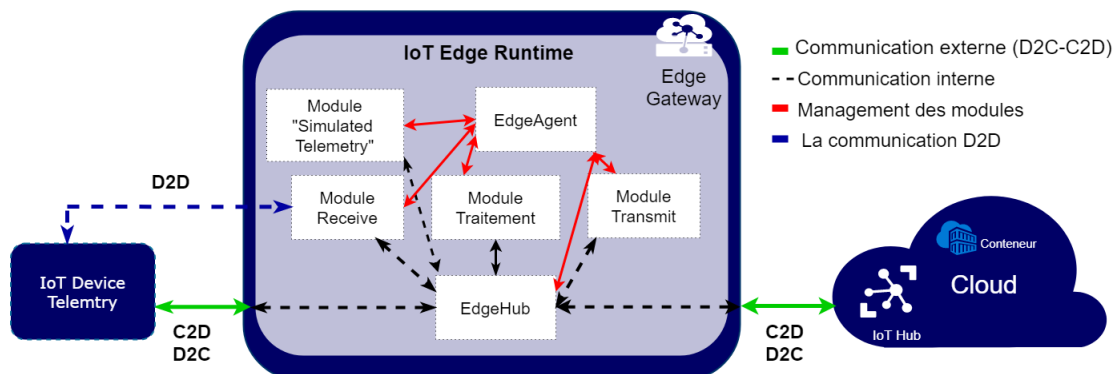 IoT Edge Runtime
Edge
Gateway
Module
"Simulated
Telemetry"
EdgeAgent
Module
Receive
Module
Traitement
Module
Transmit
EdgeHub
D2D
IoT Device
Telemtry
C2D
D2C
C2D
D2C
Communication externe (D2C-C2D)
Communication interne
Management des modules
La communication D2D
Conteneur
Cloud
IoT Hub